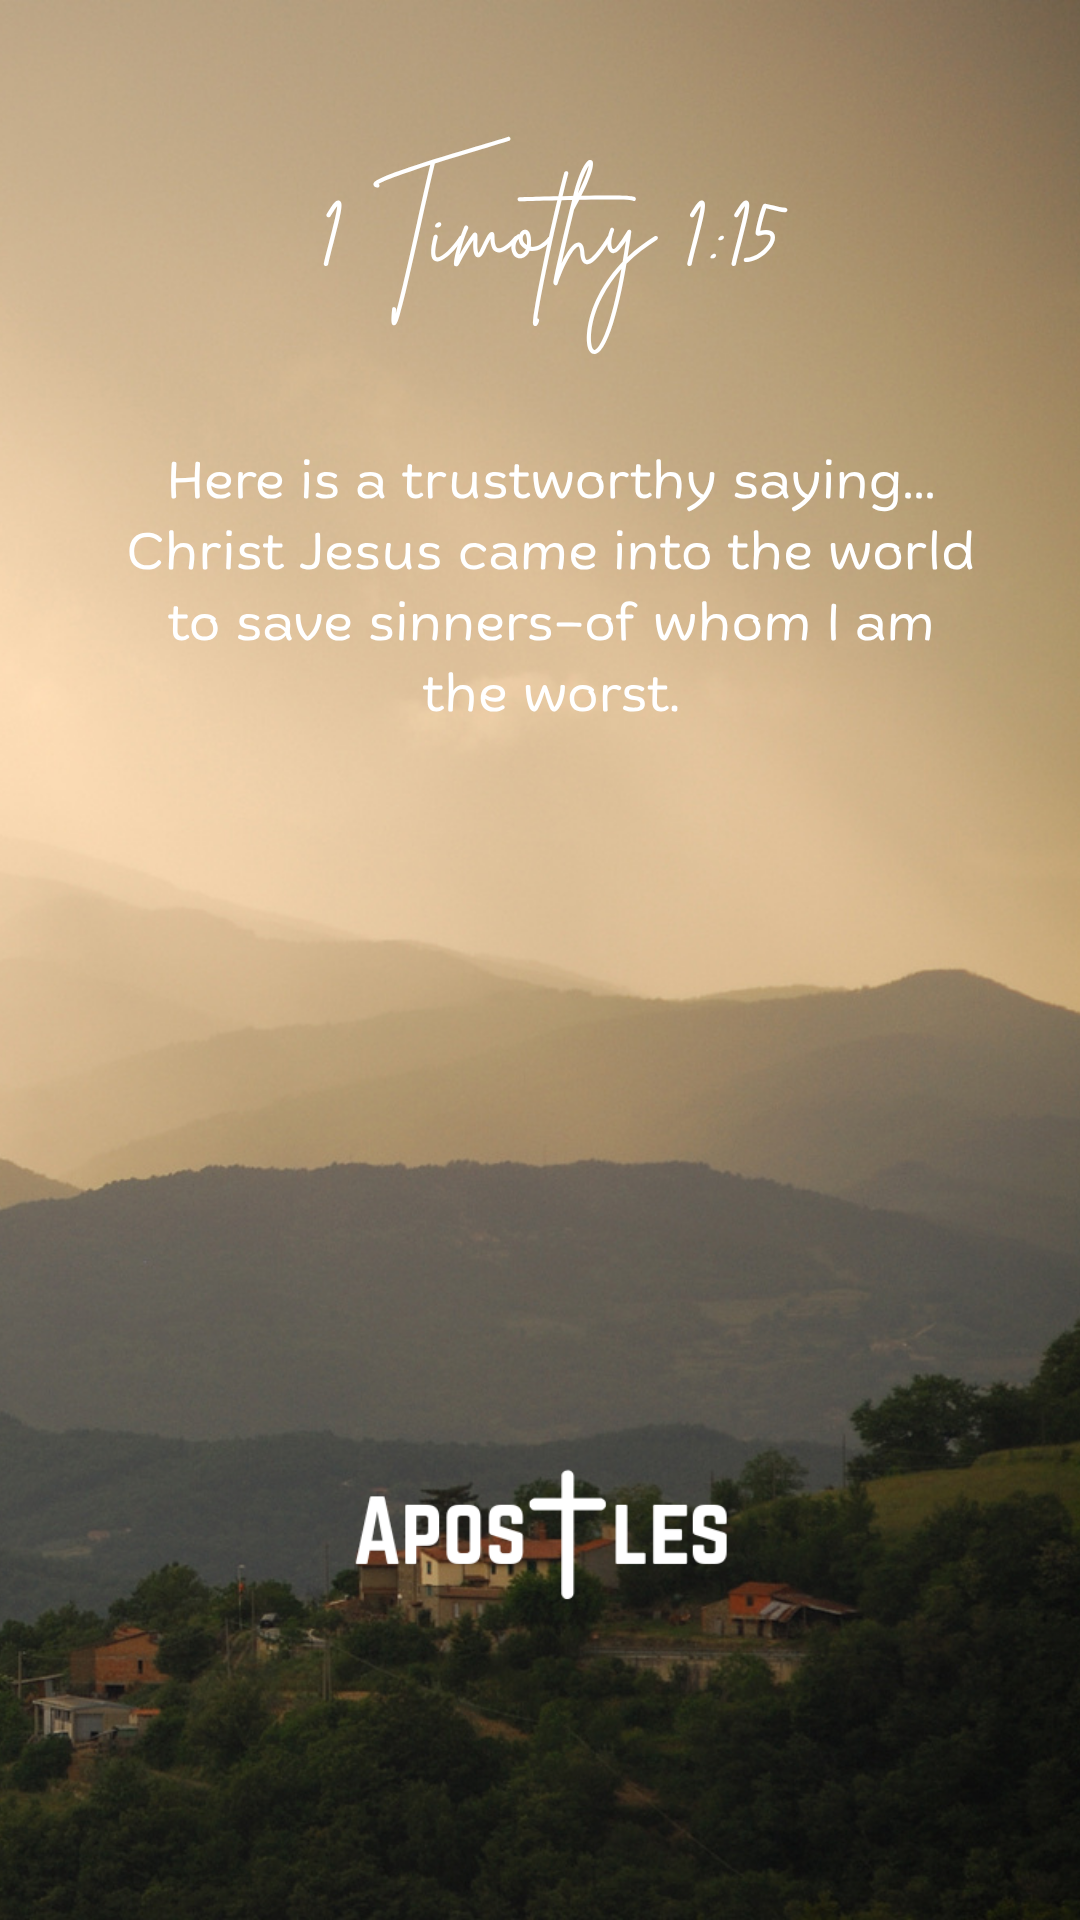 1 Timothy 1:15
Here is a trustworthy saying...
Christ Jesus came into the world
to save sinners–of whom I am
the worst.
APOSTLES